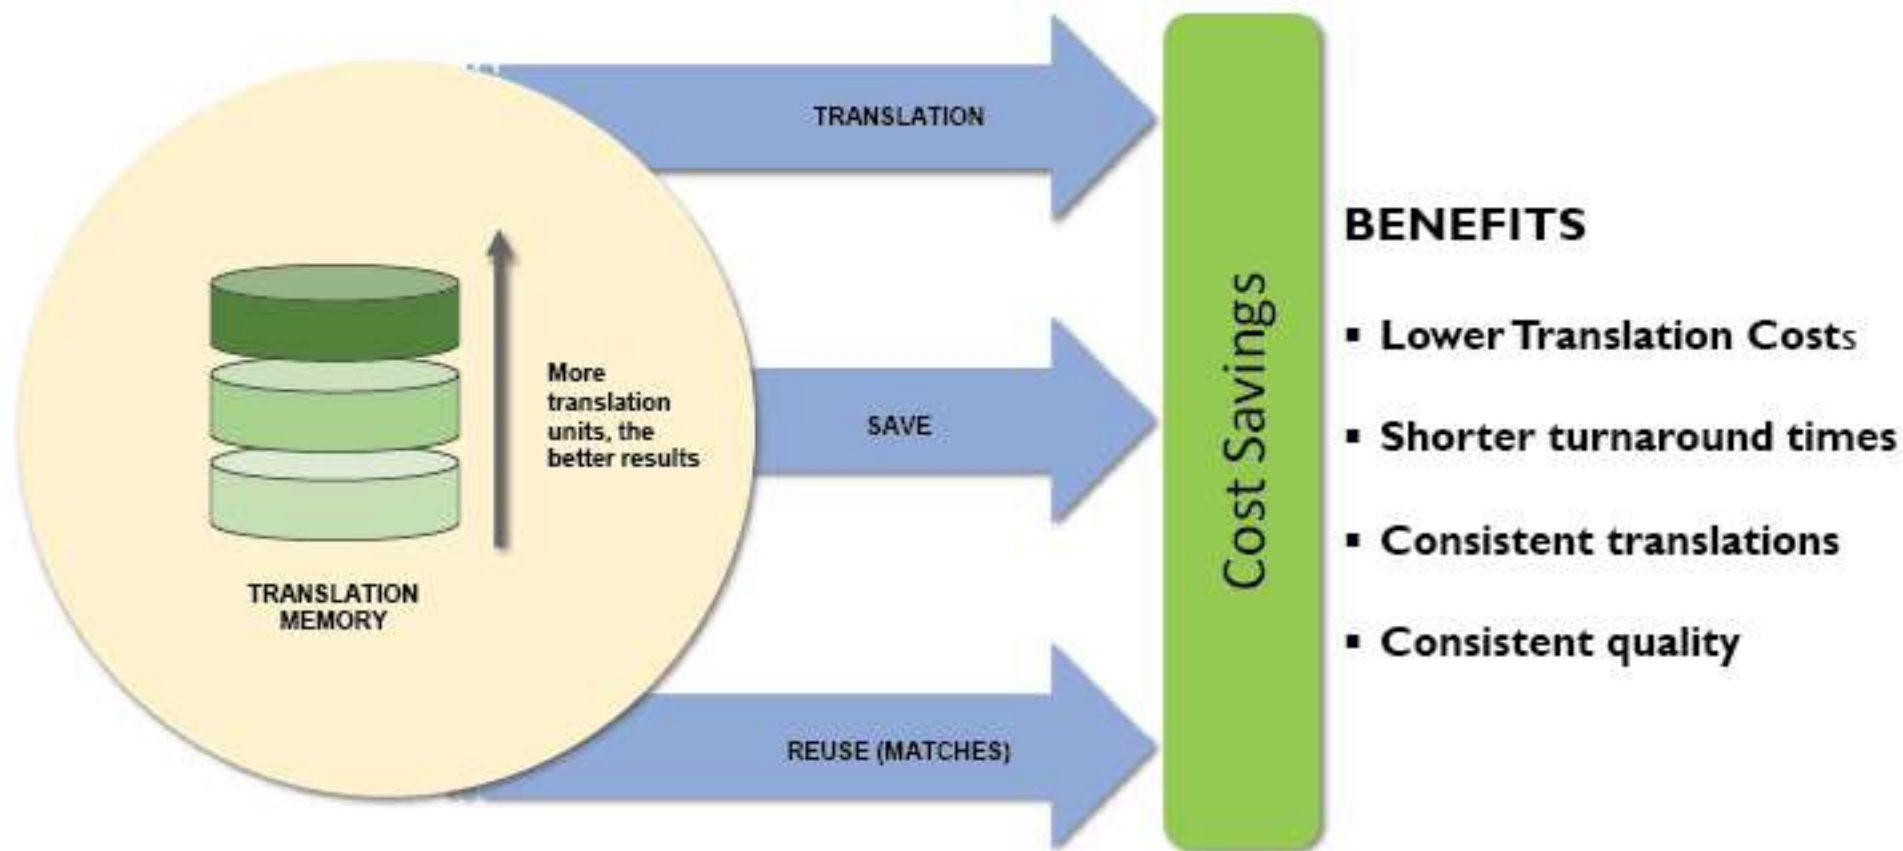 TRANSLATION
More
translation
units, the
better results
TRANSLATION
MEMORY
SAVE
REUSE (MATCHES)
Cost Savings
BENEFITS
▪ Lower Translation Costs
▪ Shorter turnaround times
▪ Consistent translations
▪ Consistent quality